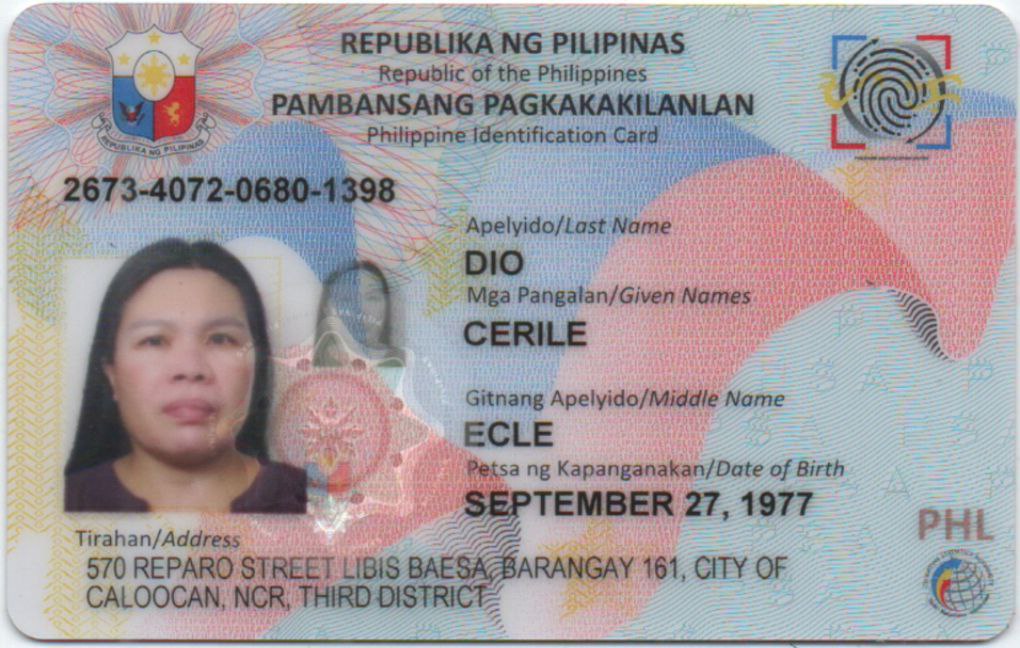 REPUBLIKA NG PILIPINAS
Republic of the Philippines
PAMBANSANG PAGKAKAKILANLAN
Philippine Identification Card
REPUBLIKA NG PILIPINAS
2673-4072-0680-1398
Apelyido/Last Name
DIO
Mga Pangalan/Given Names
CERILE
Gitnang Apelyido/Middle Name
ECLE
Petsa ng Kapanganakan/Date of Birth
SEPTEMBER 27, 1977
PHL
Tirahan/Address
570 REPARO STREET LIBIS BAESA, BARANGAY 161, CITY OF
CALOOCAN, NCR, THIRD DISTRICT